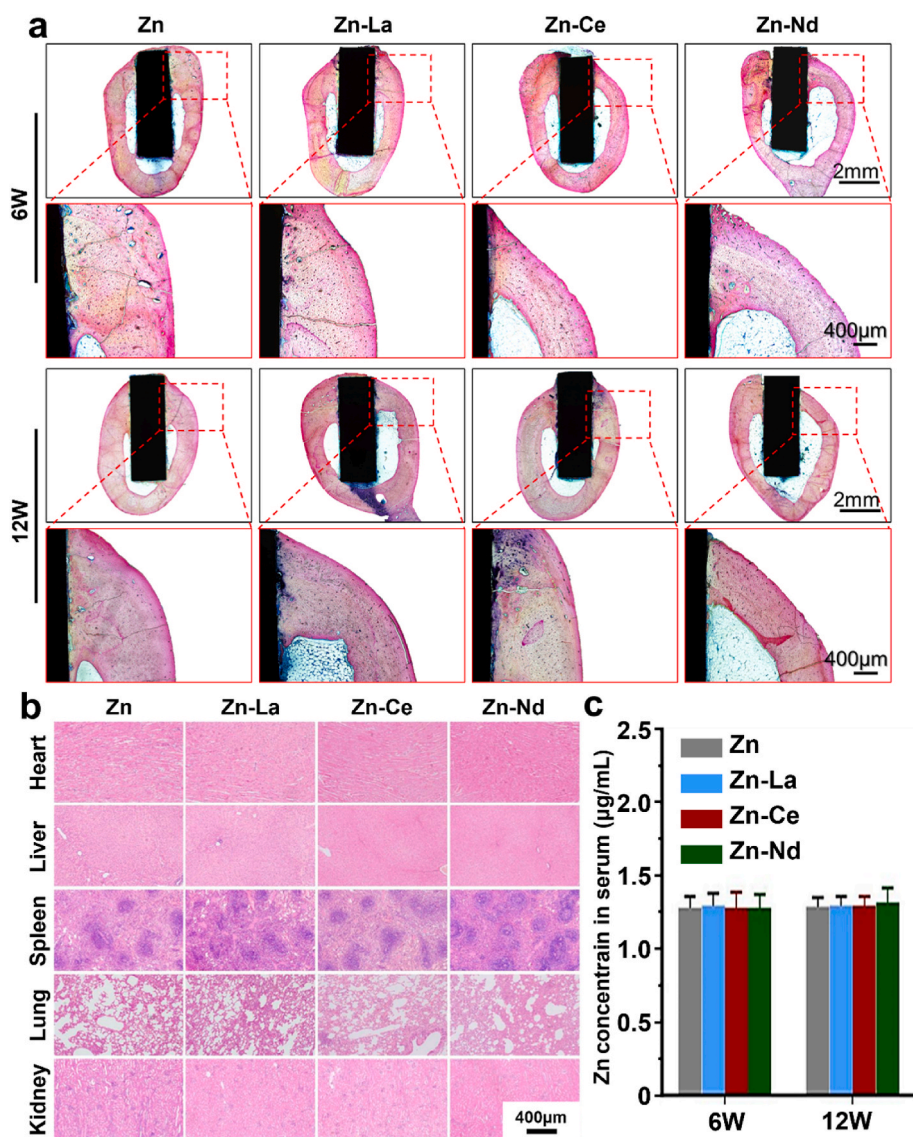 a
Zn Zn-La Zn-Ce Zn-Nd
6W
2mm
400μm
12W
2mm
400μm
b
Zn Zn-La Zn-Ce Zn-Nd
Heart
Liver
Spleen
Lung
Kidney
400μm
c
Zn concentrain in serum (μg/mL)
2.5
2.0
1.5
1.0
0.5
0
Zn
Zn-La
Zn-Ce
Zn-Nd
6W 12W